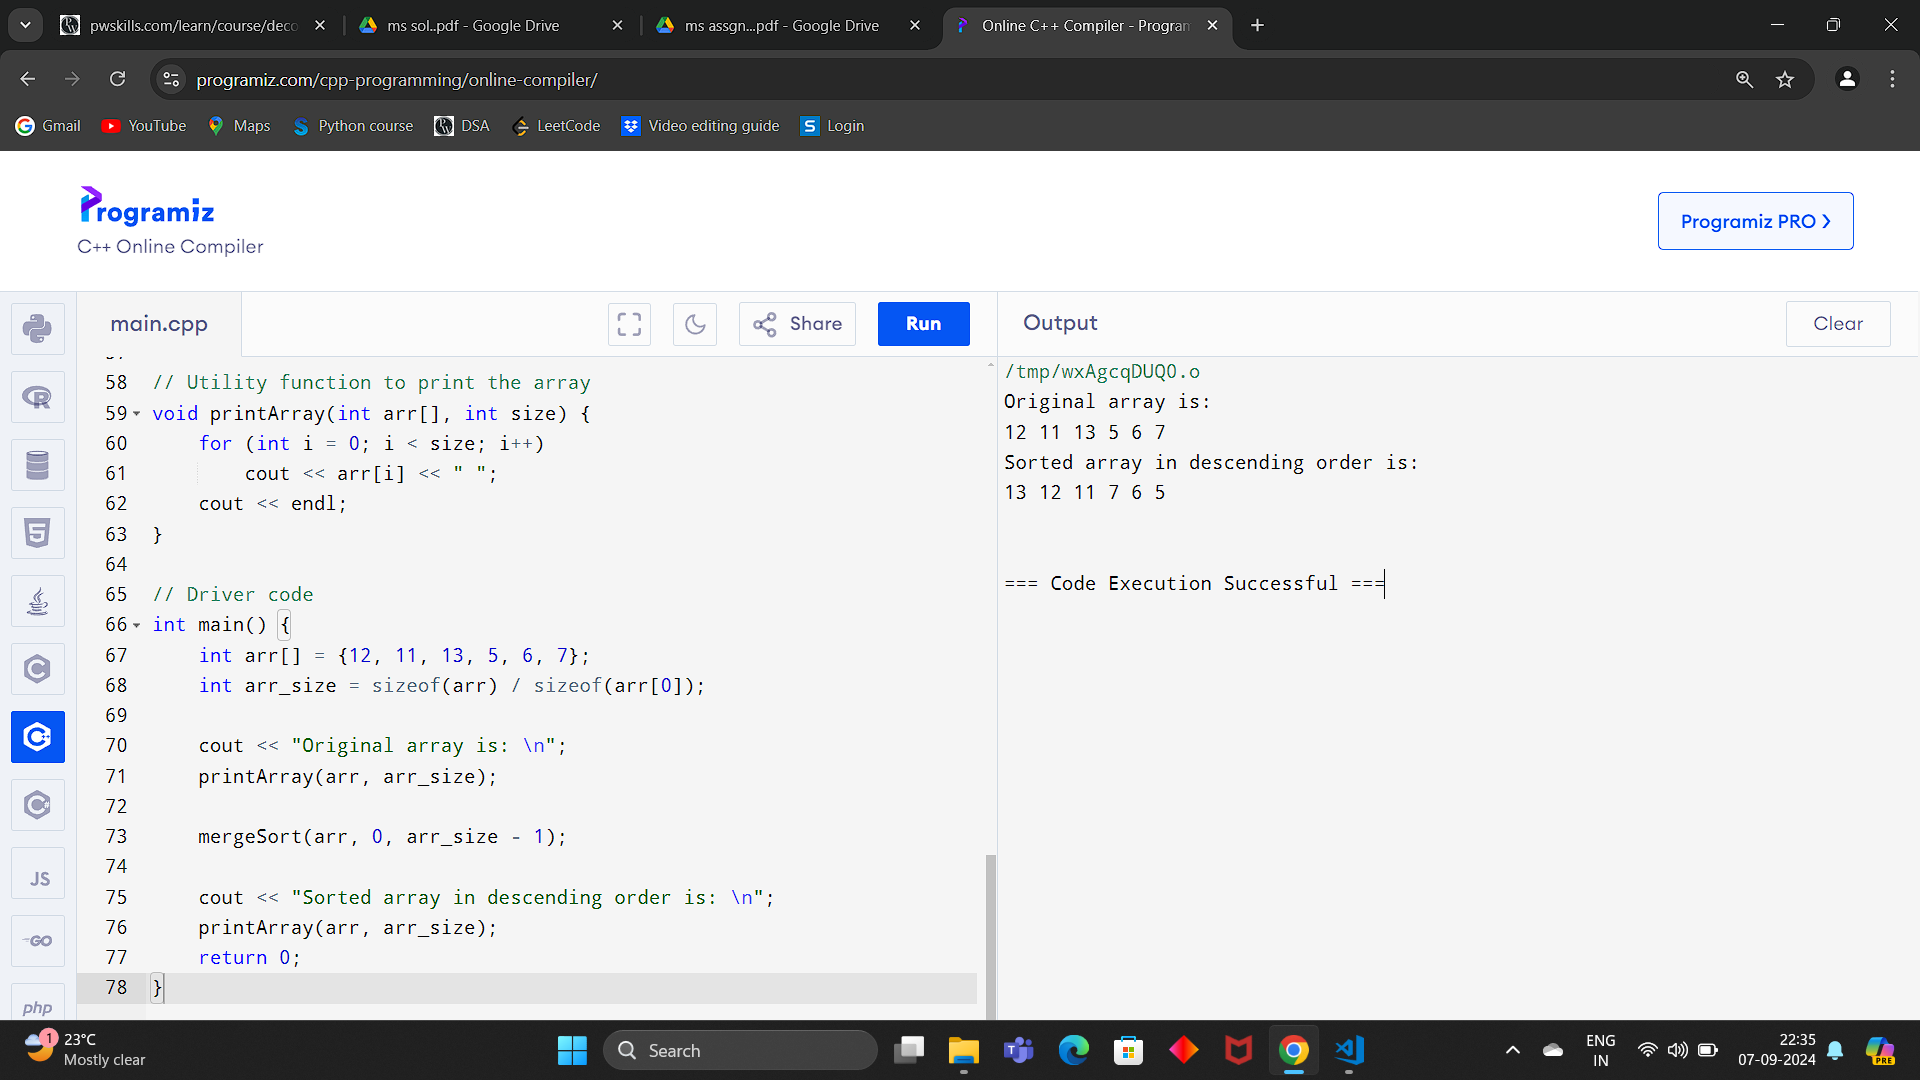 pwskills.com/learn/course/deco
ms sol..pdf - Google Drive
ms assgn...pdf - Google Drive
Online C++ Compiler - Program
programiz.com/cpp-programming/online-compiler/
Gmail
YouTube
Maps
Python course
DSA
LeetCode
Video editing guide
S
Login
Programiz
C++ Online Compiler
Programiz PRO
main.cpp
Share
Run
Output
Clear
58 // Utility function to print the array
59 void printArray(int arr[], int size) {
60 for (int i = 0; i < size; i++)
61 cout << arr[i] << " ";
62 cout << endl;
63 }
64
65 // Driver code
66 int main() {
67 int arr[] = {12, 11, 13, 5, 6, 7};
68 int arr_size = sizeof(arr) / sizeof(arr[0]);
69
70 cout << "Original array is: \n";
71 printArray(arr, arr_size);
72
73 mergeSort(arr, 0, arr_size - 1);
74
75 cout << "Sorted array in descending order is: \n";
76 printArray(arr, arr_size);
77 return 0;
78 }
/tmp/wxAgcqDUQO.o
Original array is:
12 11 13 5 6 7
Sorted array in descending order is:
13 12 11 7 6 5
=== Code Execution Successful ===
JS
GO
php
1
23°C
Mostly clear
Search
ENG
IN
22:35
07-09-2024
PRE